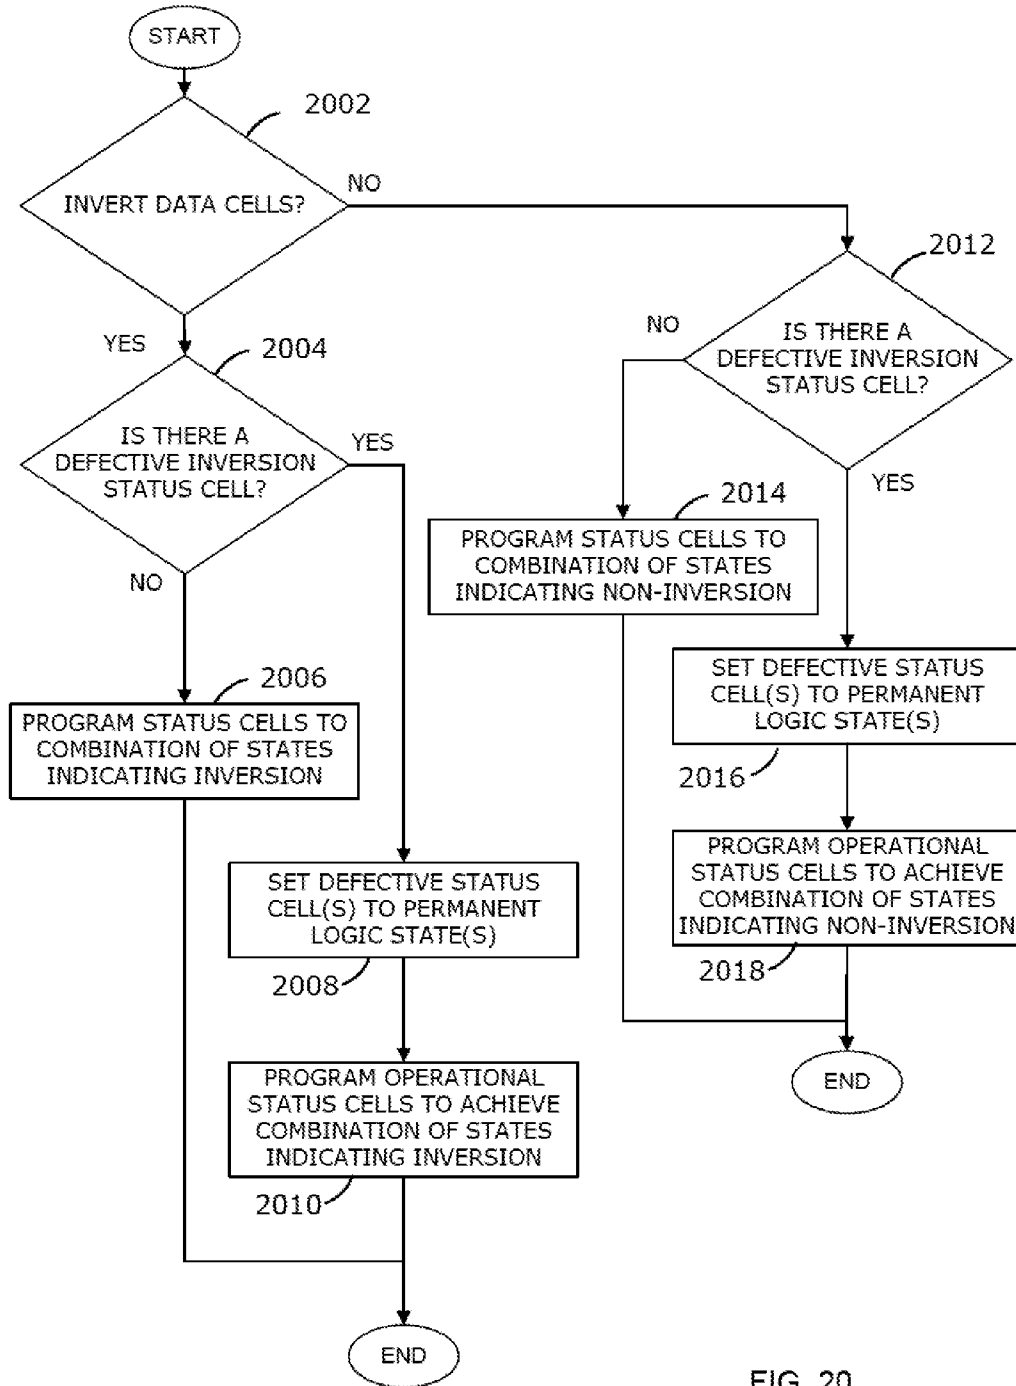 START
2002
INVERT DATA CELLS?
NO
YES
2012
IS THERE A
DEFECTIVE INVERSION
STATUS CELL?
NO
YES
2004
IS THERE A
DEFECTIVE INVERSION
STATUS CELL?
YES
NO
2014
PROGRAM STATUS CELLS TO
COMBINATION OF STATES
INDICATING NON-INVERSION
2006
PROGRAM STATUS CELLS TO
COMBINATION OF STATES
INDICATING INVERSION
SET DEFECTIVE STATUS
CELL(S) TO PERMANENT
LOGIC STATE(S)
2016
PROGRAM OPERATIONAL
STATUS CELLS TO ACHIEVE
COMBINATION OF STATES
INDICATING NON-INVERSION
2018
SET DEFECTIVE STATUS
CELL(S) TO PERMANENT
LOGIC STATE(S)
2008
PROGRAM OPERATIONAL
STATUS CELLS TO ACHIEVE
COMBINATION OF STATES
INDICATING INVERSION
2010
END
END
FIG. 20